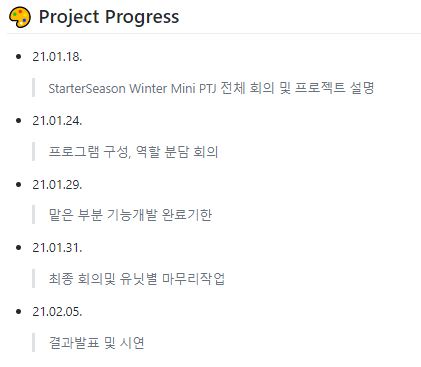 Project Progress
21.01.18.
StarterSeason Winter Mini PTJ 전체 회의 및 프로젝트 설명
21.01.24.
프로그램 구성, 역할 분담 회의
21.01.29.
맡은 부분 기능개발 완료기한
21.01.31.
최종 회의및 유닛별 마무리작업
21.02.05.
결과발표 및 시연